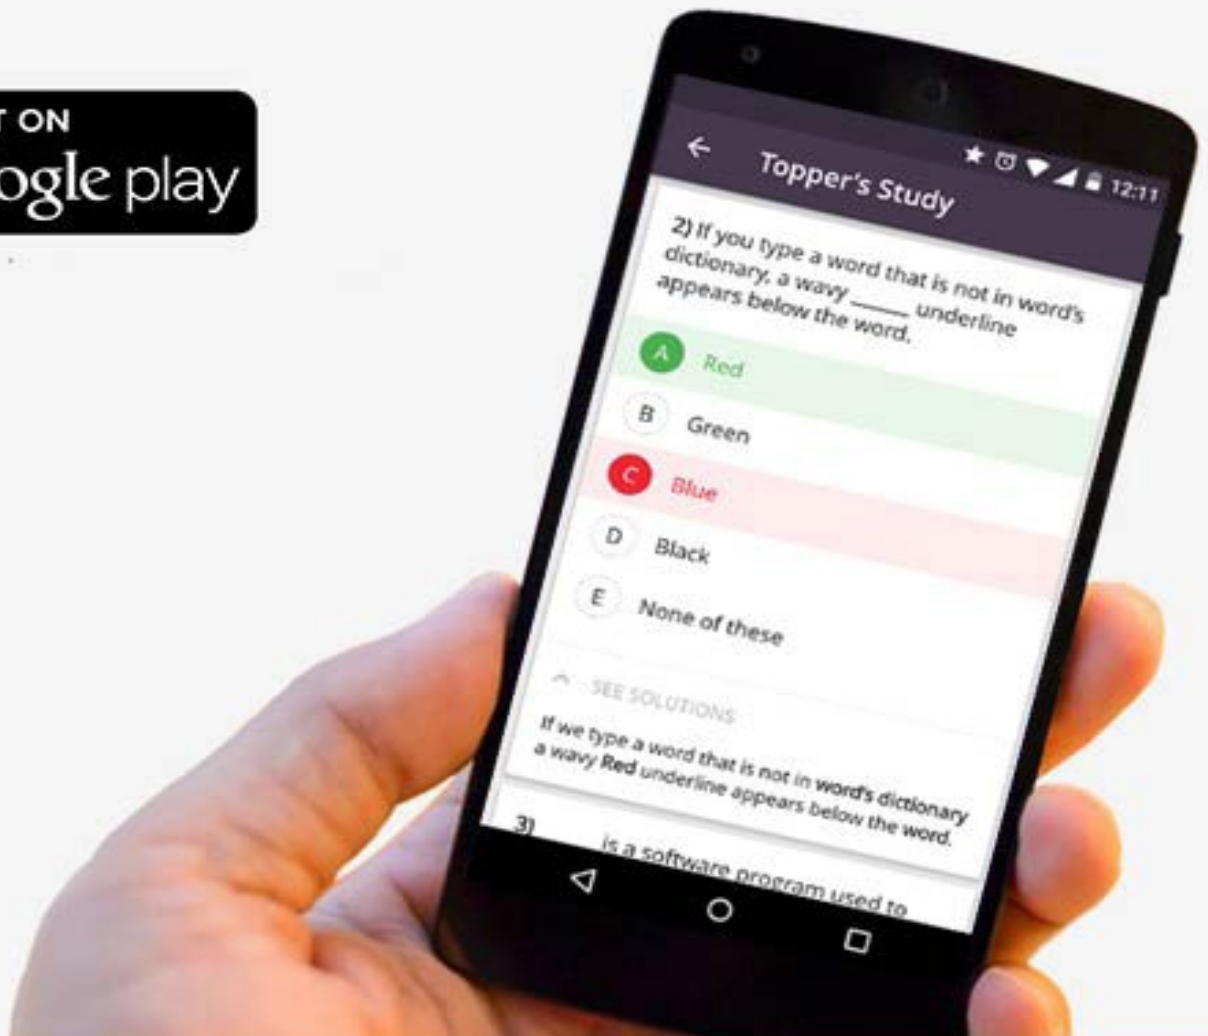 T ON
ogle play
12:11
Topper's Study
2) If you type a word that is not in word's
dictionary, a wavy _____ underline
appears below the word.
A Red
B Green
C Blue
D Black
E None of these
SEE SOLUTIONS
If we type a word that is not in word's dictionary
a wavy Red underline appears below the word.
3) _____ is a software program used to